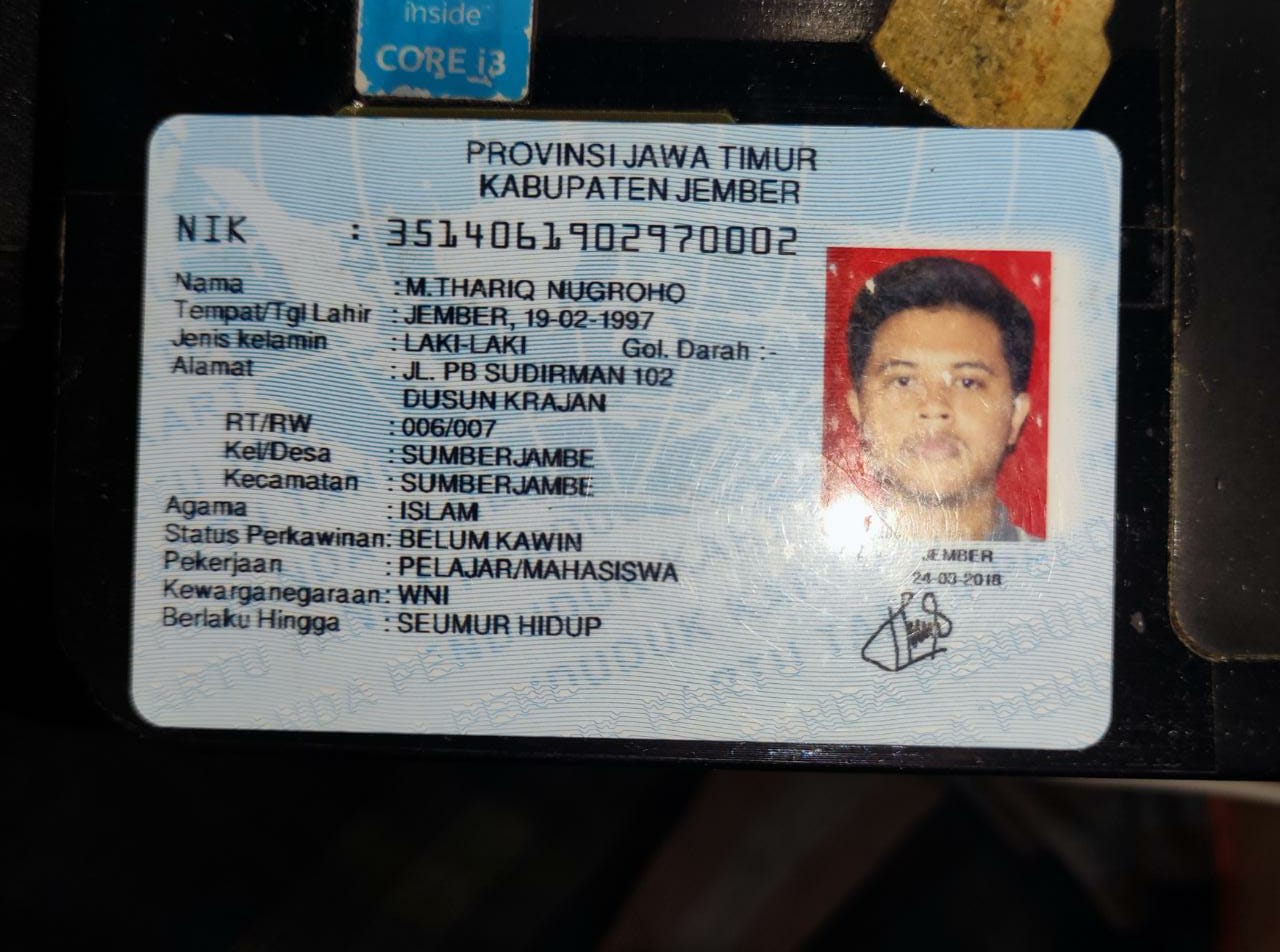 inside
CORE i3
PROVINSI JAWA TIMUR
KABUPATEN JEMBER
NIK : 3514061902970002
Nama : M.THARIQ NUGROHO
Tempat/Tgl Lahir : JEMBER, 19-02-1997
Jenis kelamin : LAKI-LAKI Gol. Darah :-
Alamat : JL. PB SUDIRMAN 102
DUSUN KRAJAN
RT/RW : 006/007
Kel/Desa : SUMBERJAMBE
Kecamatan : SUMBERJAMBE
Agama : ISLAM
Status Perkawinan: BELUM KAWIN
Pekerjaan : PELAJAR/MAHASISWA
Kewarganegaraan: WNI
Berlaku Hingga : SEUMUR HIDUP
JEMBER
24-03-2018